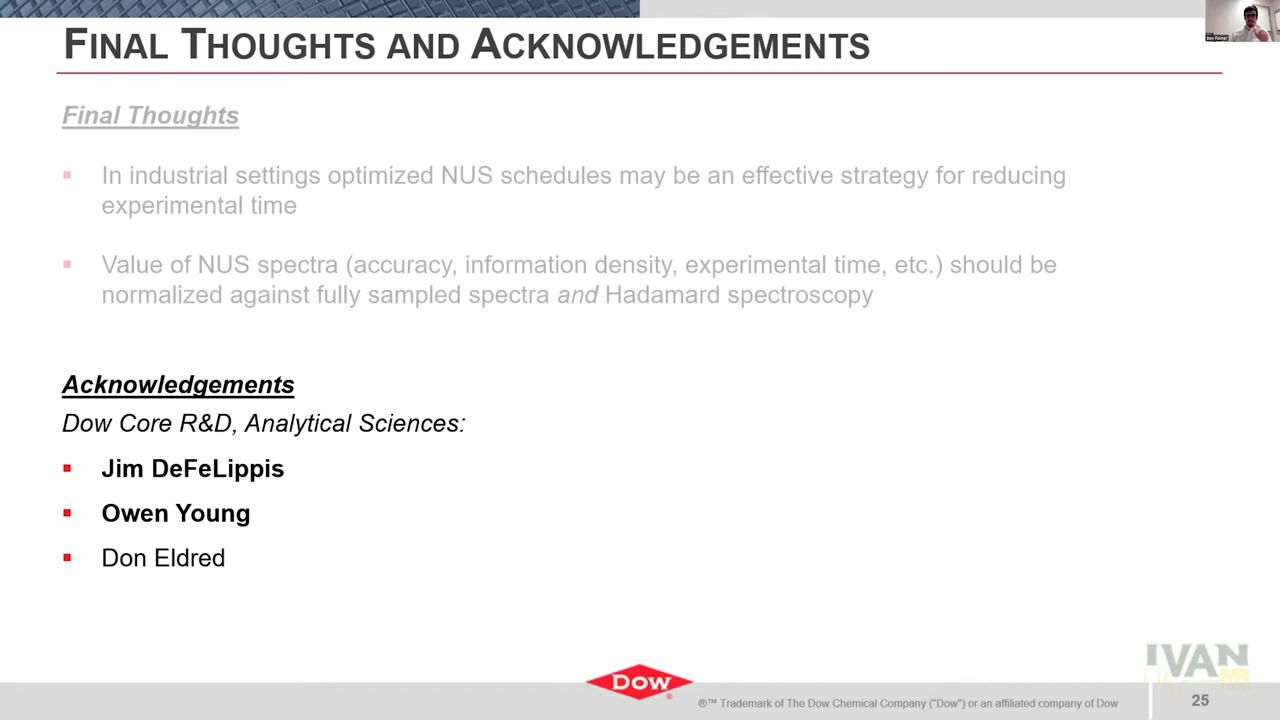 FINAL THOUGHTS AND ACKNOWLEDGEMENTS
Final Thoughts
▪ In industrial settings optimized NUS schedules may be an effective strategy for reducing
experimental time
▪ Value of NUS spectra (accuracy, information density, experimental time, etc.) should be
normalized against fully sampled spectra and Hadamard spectroscopy
Acknowledgements
Dow Core R&D, Analytical Sciences:
▪ Jim DeFeLippis
▪ Owen Young
▪ Don Eldred
Dow
®™ Trademark of The Dow Chemical Company ("Dow") or an affiliated company of Dow
IVAN
MR
25